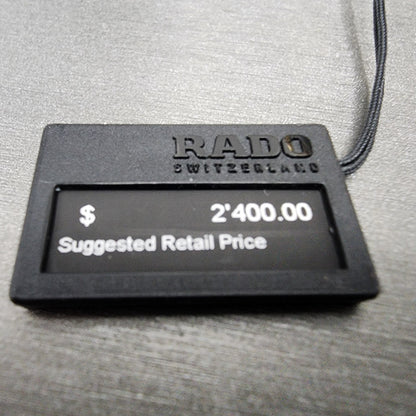 RADO
SWITZERLAND
$ 2'400.00
Suggested Retail Price